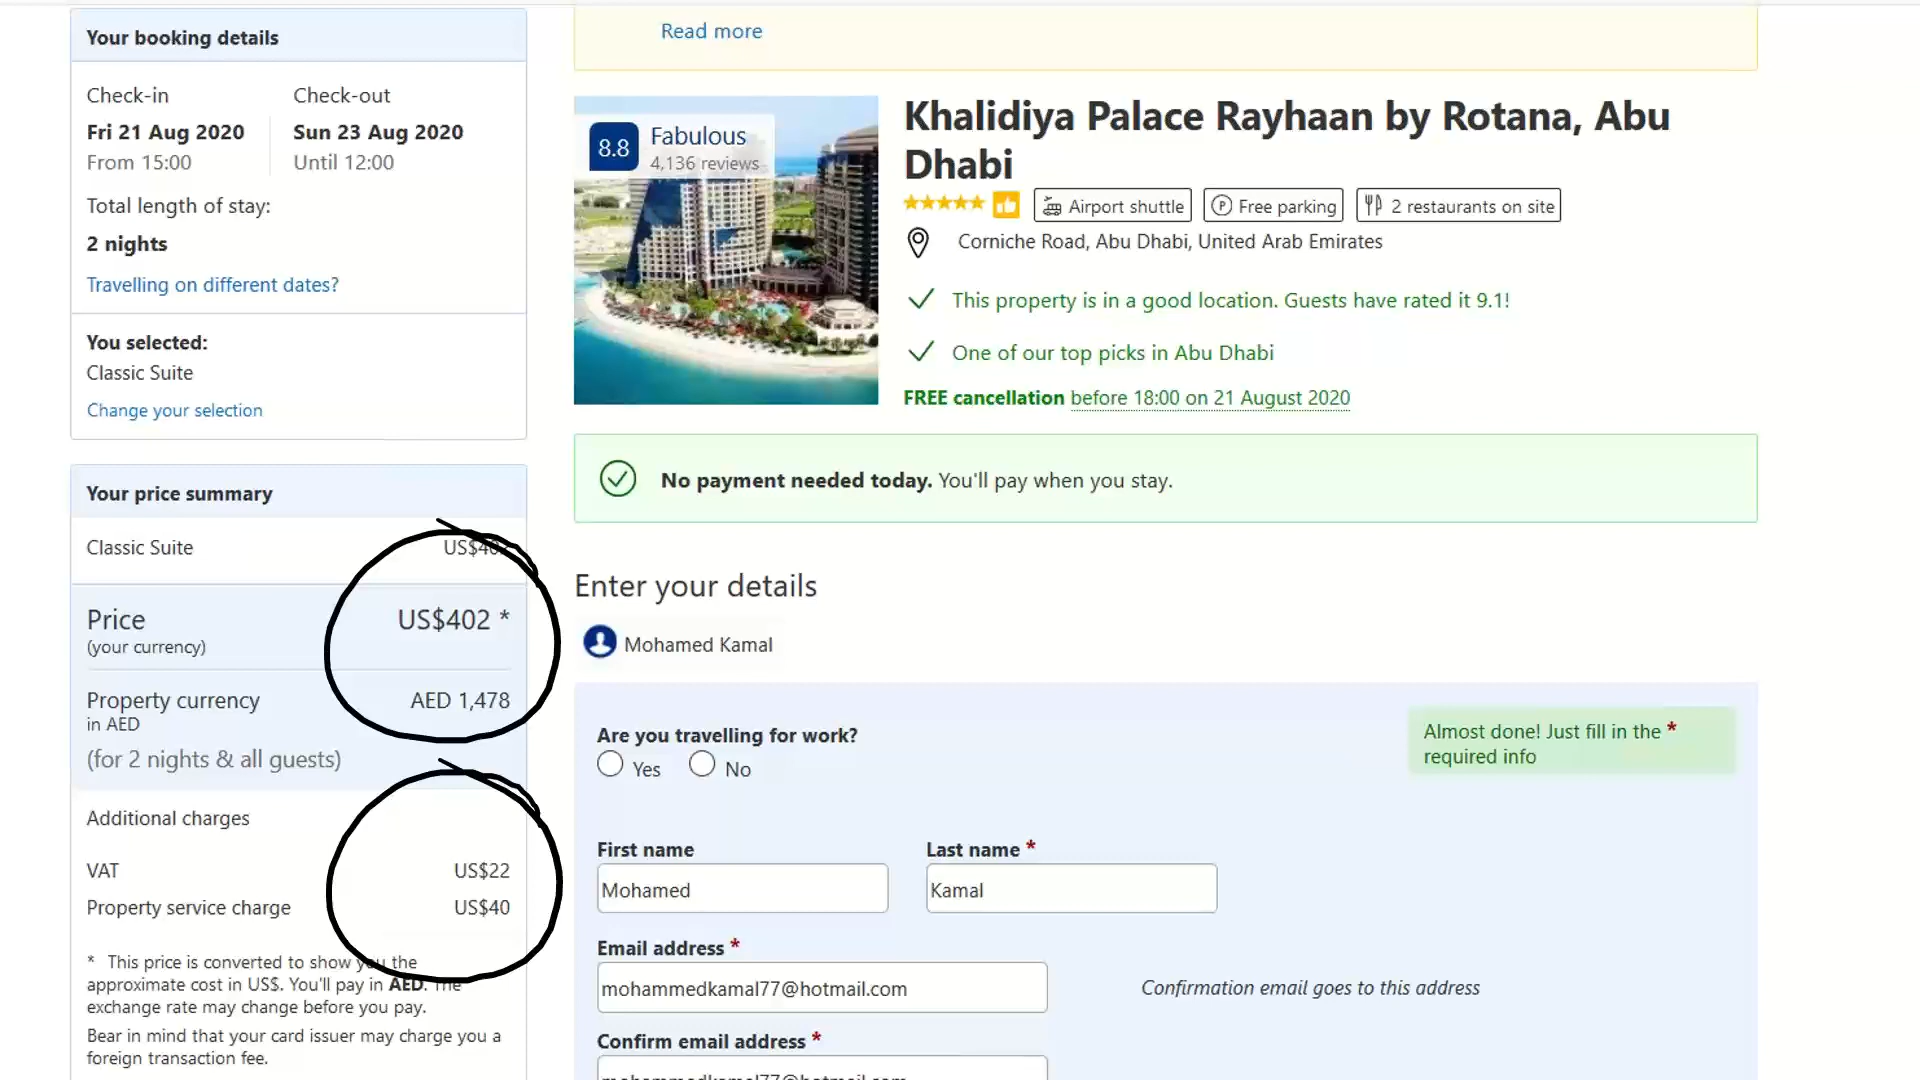 Your booking details
Check-in
Check-out
Fri 21 Aug 2020
Sun 23 Aug 2020
From 15:00
Until 12:00
Total length of stay:
2 nights
Travelling on different dates?
You selected:
Classic Suite
Change your selection
Your price summary
Classic Suite
US$402
Price
US$402 *
(your currency)
Property currency
AED 1,478
in AED
(for 2 nights & all guests)
Additional charges
VAT
US$22
Property service charge
US$40
* This price is converted to show you the
approximate cost in US$. You'll pay in AED. The
exchange rate may change before you pay.
Bear in mind that your card issuer may charge you a
foreign transaction fee.
Read more
8.8
Fabulous
4,136 reviews
Khalidiya Palace Rayhaan by Rotana, Abu
Dhabi
Airport shuttle
P Free parking
2 restaurants on site
Corniche Road, Abu Dhabi, United Arab Emirates
This property is in a good location. Guests have rated it 9.1!
One of our top picks in Abu Dhabi
FREE cancellation before 18:00 on 21 August 2020
No payment needed today. You'll pay when you stay.
Enter your details
Mohamed Kamal
Are you travelling for work?
Yes
No
Almost done! Just fill in the *
required info
First name
Last name *
Mohamed
Kamal
Email address *
mohammedkamal77@hotmail.com
Confirmation email goes to this address
Confirm email address *
mohammedkamal77@hotmail.com